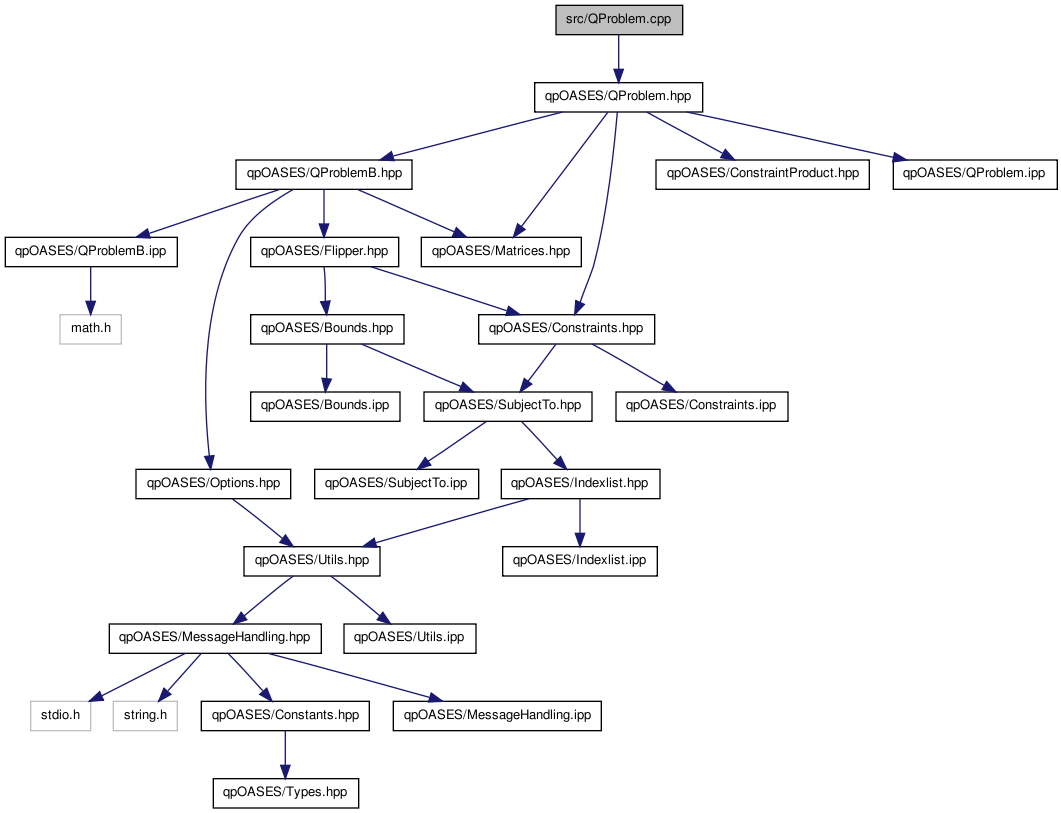 src/QProblem.cpp
qpOASES/QProblem.hpp
qpOASES/QProblemB.hpp
qpOASES/ConstraintProduct.hpp
qpOASES/QProblem.ipp
qpOASES/QProblemB.ipp
qpOASES/Flipper.hpp
qpOASES/Matrices.hpp
math.h
qpOASES/Bounds.hpp
qpOASES/Constraints.hpp
qpOASES/Bounds.ipp
qpOASES/SubjectTo.hpp
qpOASES/Constraints.ipp
qpOASES/Options.hpp
qpOASES/SubjectTo.ipp
qpOASES/Indexlist.hpp
qpOASES/Utils.hpp
qpOASES/Indexlist.ipp
qpOASES/MessageHandling.hpp
qpOASES/Utils.ipp
stdio.h
string.h
qpOASES/Constants.hpp
qpOASES/MessageHandling.ipp
qpOASES/Types.hpp